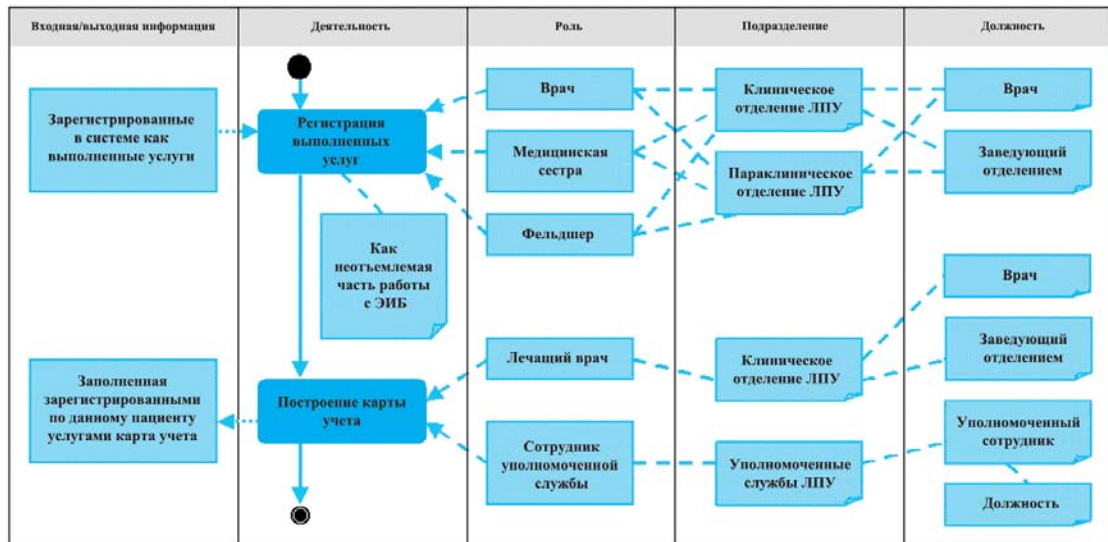 Входная/выходная информация
Деятельность
Роль
Подразделение
Должность
Зарегистрированные
в системе как
выполненные услуги
Регистрация
выполненных
услуг
Врач
Медицинская
сестра
Фельдшер
Клиническое
отделение ЛПУ
Параклиническое
отделение ЛПУ
Врач
Заведующий
отделением
Как
неотъемлемая
часть работы
с ЭИБ
Врач
Заведующий
отделением
Лечащий врач
Клиническое
отделение ЛПУ
Заполненная
зарегистрированными
по данному пациенту
услугами карта учета
Построение карты
учета
Сотрудник
уполномоченной
службы
Уполномоченные
службы ЛПУ
Уполномоченный
сотрудник
Должность